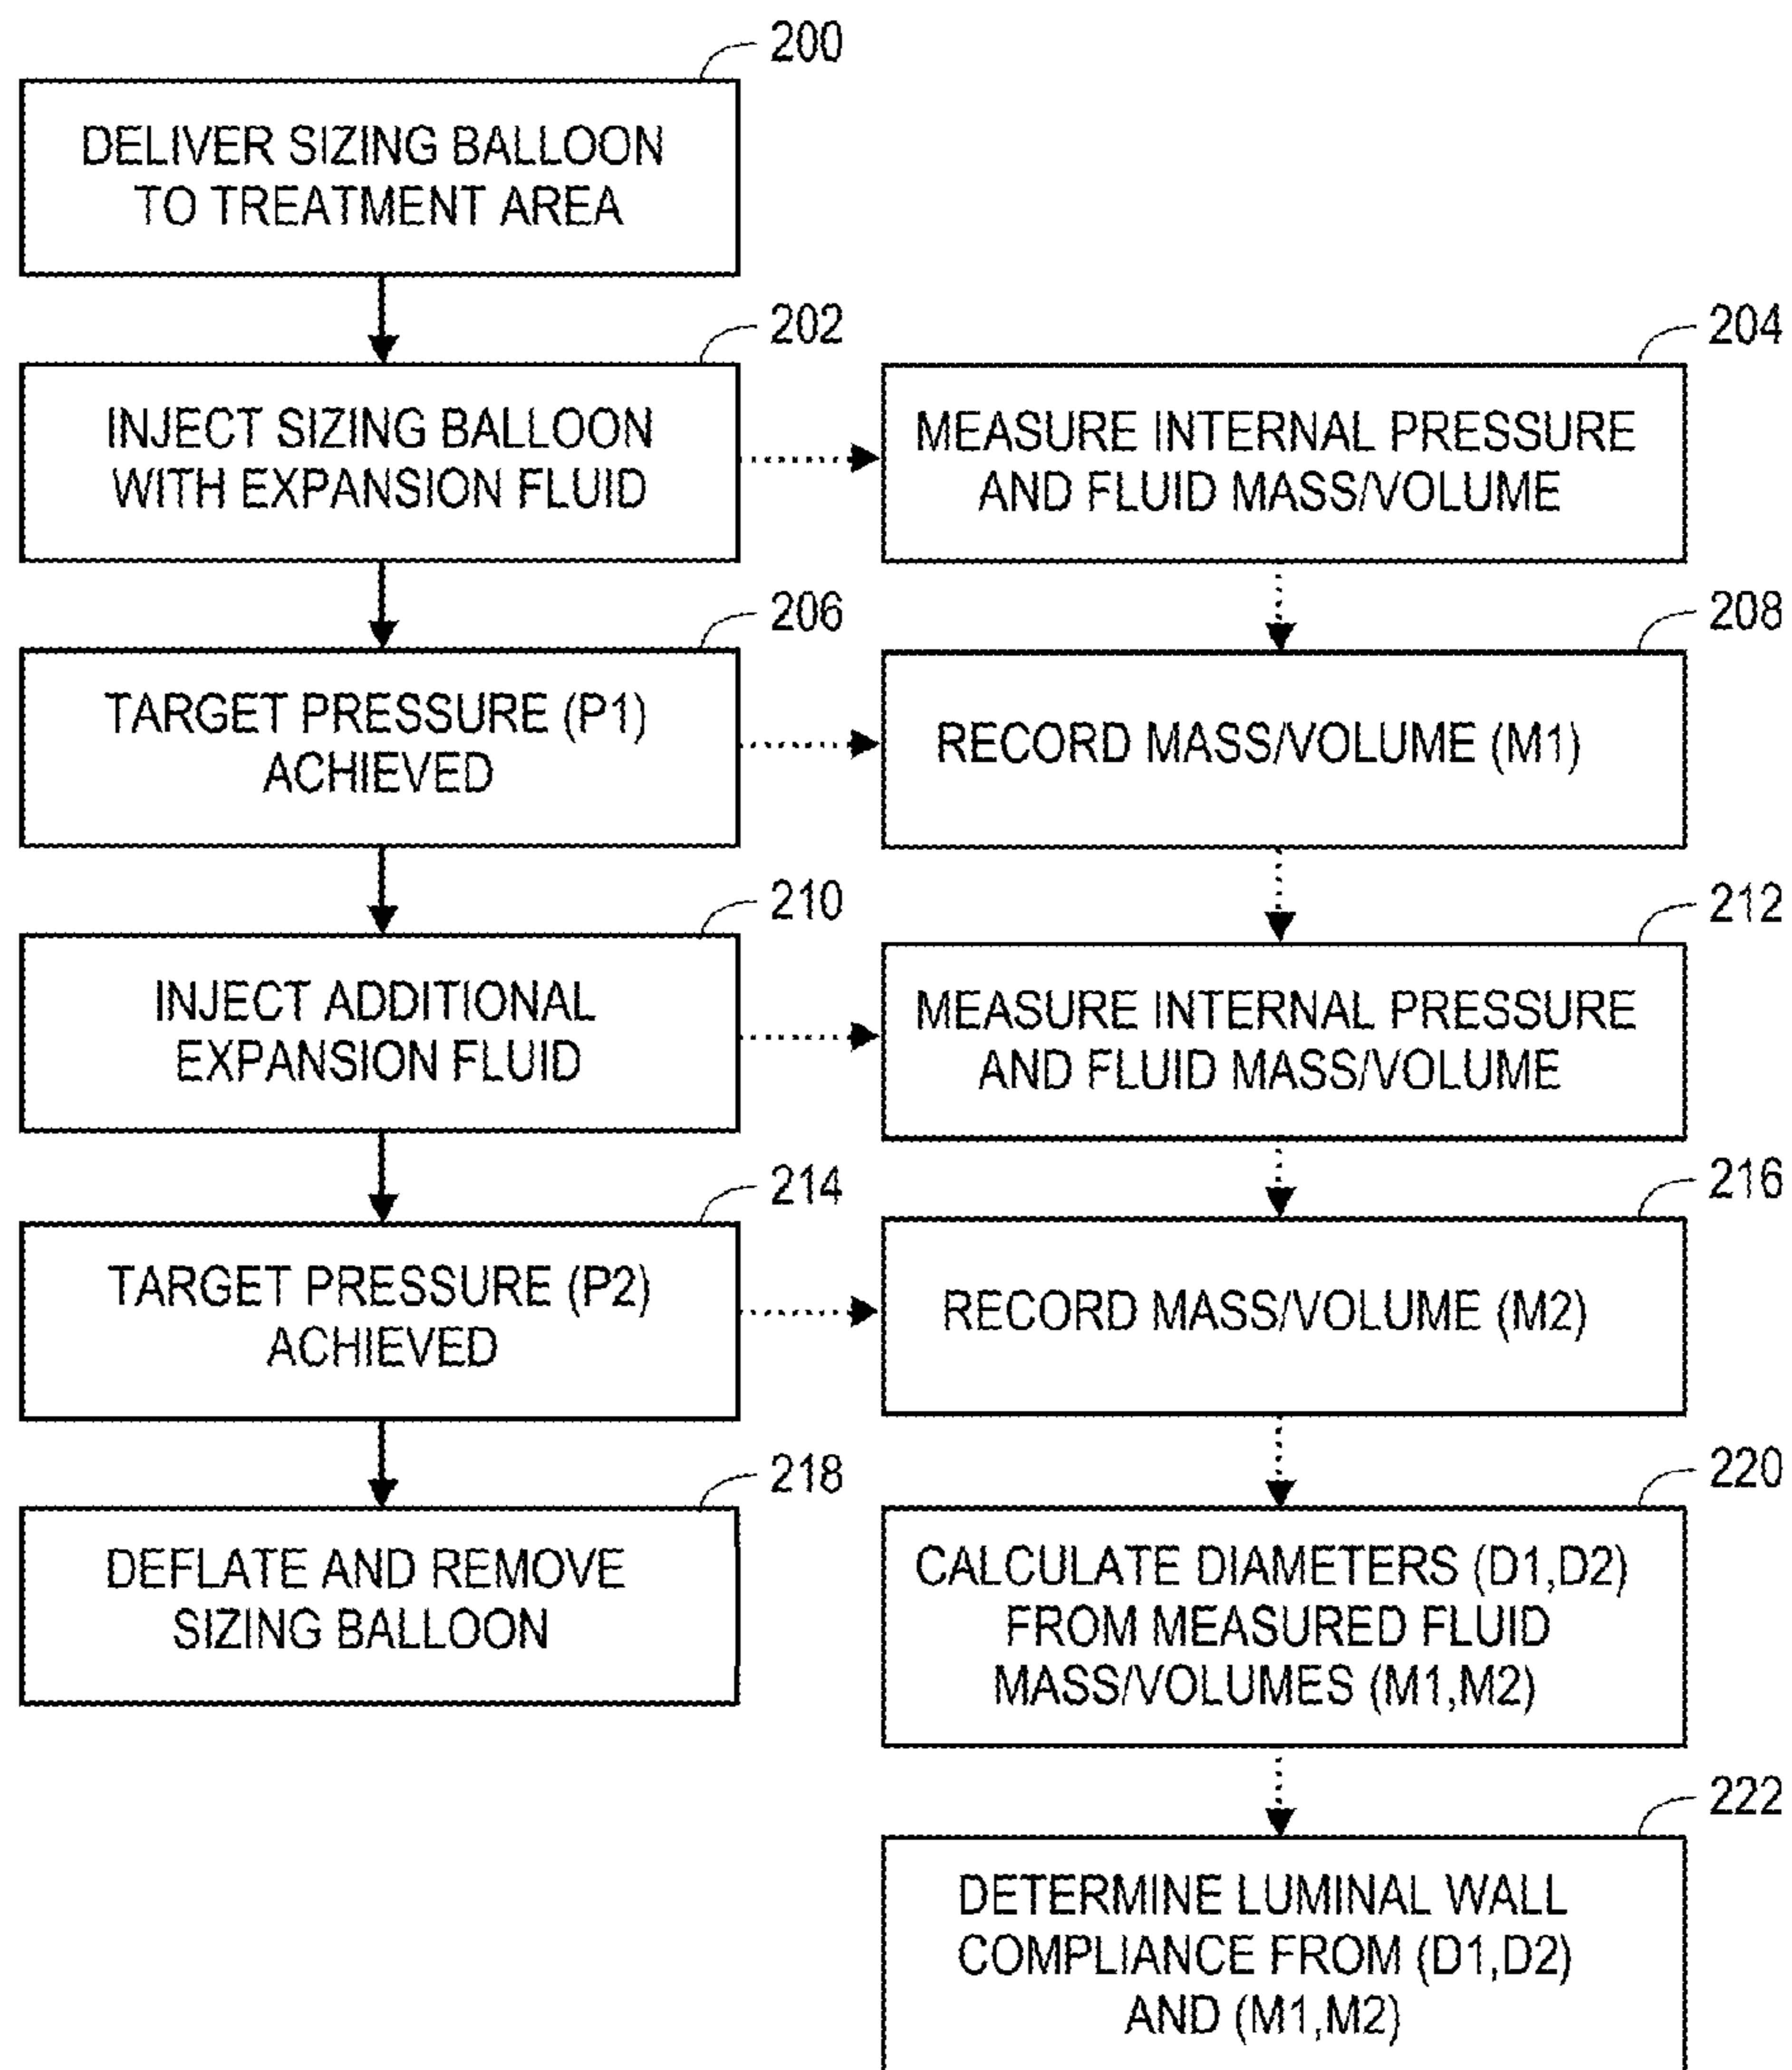 200
DELIVER SIZING BALLOON
TO TREATMENT AREA
202
INJECT SIZING BALLOON
WITH EXPANSION FLUID
204
MEASURE INTERNAL PRESSURE
AND FLUID MASS/VOLUME
206
TARGET PRESSURE (P1)
ACHIEVED
208
RECORD MASS/VOLUME (M1)
210
INJECT ADDITIONAL
EXPANSION FLUID
212
MEASURE INTERNAL PRESSURE
AND FLUID MASS/VOLUME
214
TARGET PRESSURE (P2)
ACHIEVED
216
RECORD MASS/VOLUME (M2)
218
DEFLATE AND REMOVE
SIZING BALLOON
220
CALCULATE DIAMETERS (D1,D2)
FROM MEASURED FLUID
MASS/VOLUMES (M1,M2)
222
DETERMINE LUMINAL WALL
COMPLIANCE FROM (D1,D2)
AND (M1,M2)